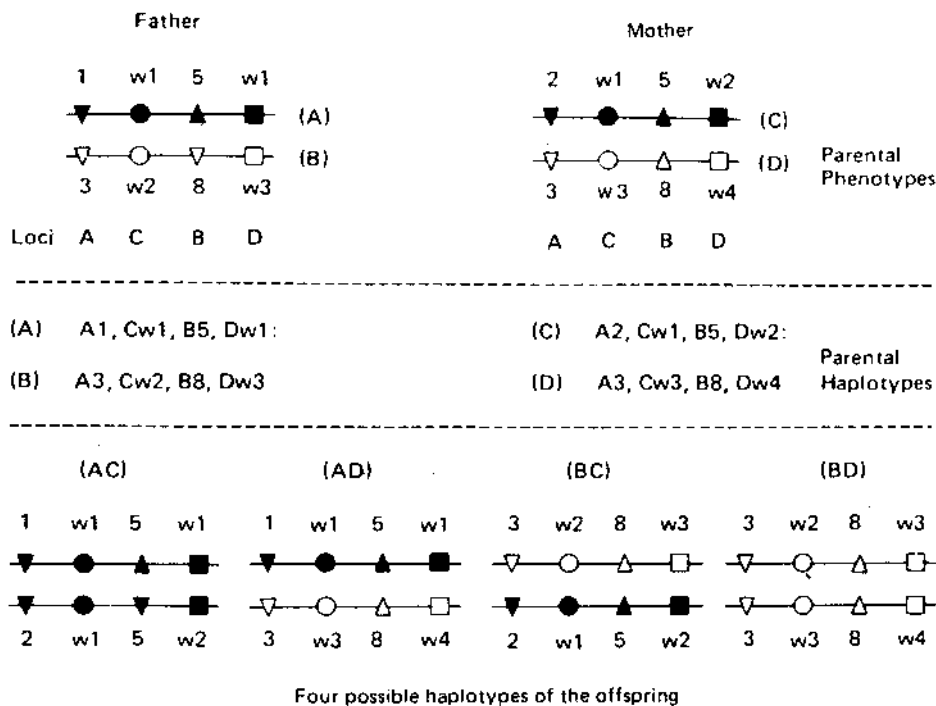 Father Mother
1 w1 5 w1 2 w1 5 w2
(A) (C)
(B) (D) Parental
Phenotypes
3 w2 8 w3 3 w3 8 w4
Loci A C B D A C B D
(A) A1, Cw1, B5, Dw1: (C) A2, Cw1, B5, Dw2:
Parental
Haplotypes
(B) A3, Cw2, B8, Dw3 (D) A3, Cw3, B8, Dw4
(AC) (AD) (BC) (BD)
1 w1 5 w1 1 w1 5 w1 3 w2 8 w3 3 w2 8 w3
2 w1 5 w2 3 w3 8 w4 2 w1 5 w2 3 w3 8 w4
Four possible haplotypes of the offspring